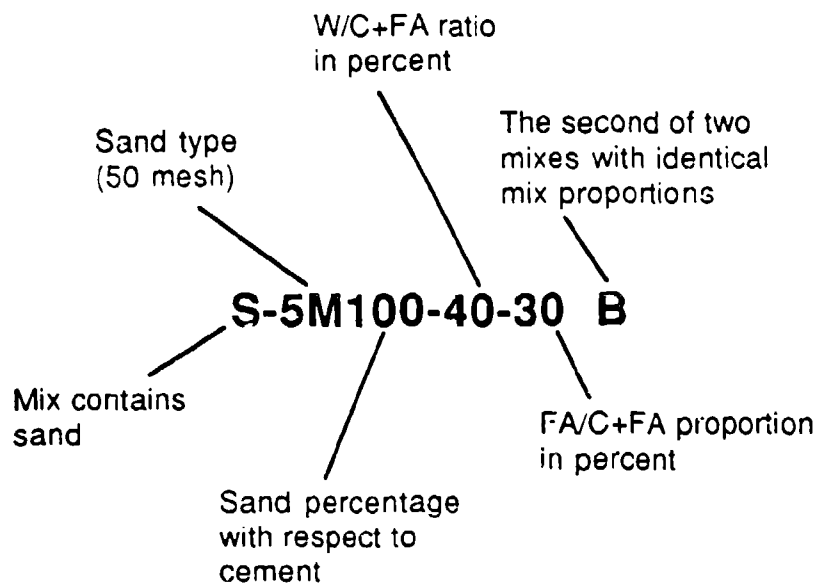 W/C+FA ratio
in percent
Sand type
(50 mesh)
The second of two
mixes with identical
mix proportions
S-5M100-40-30 B
Mix contains
sand
FA/C+FA proportion
in percent
Sand percentage
with respect to
cement